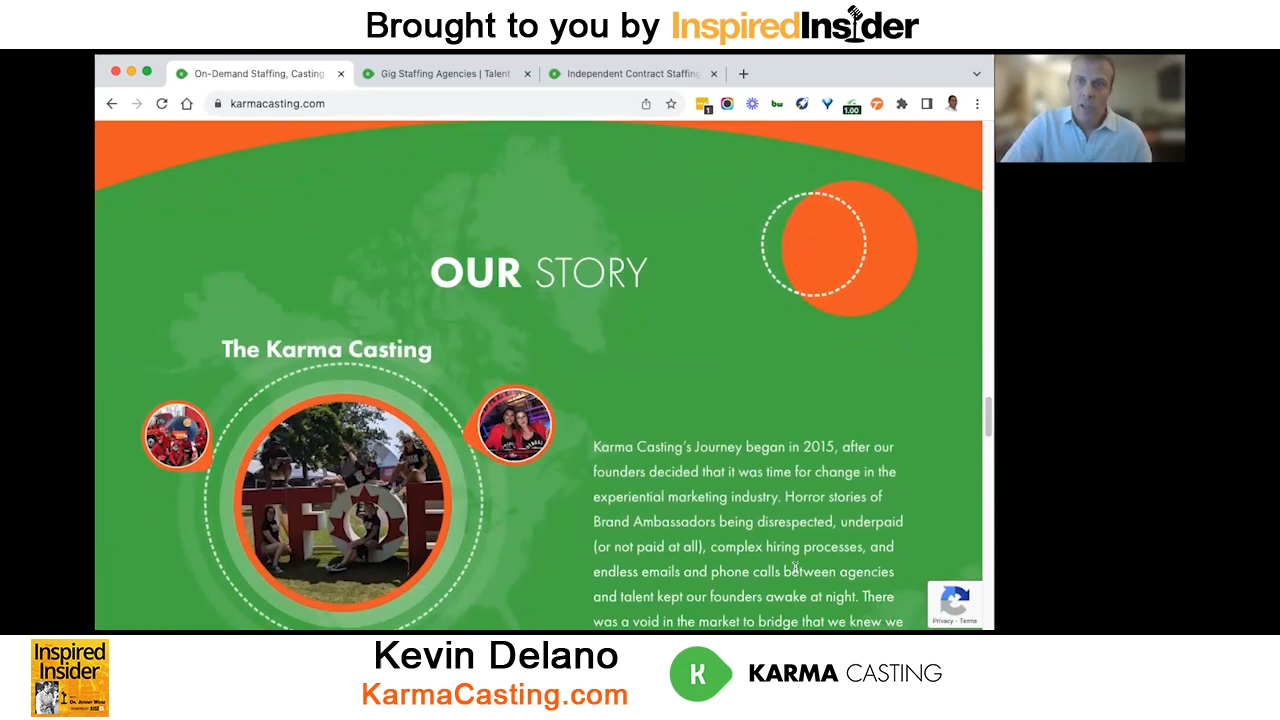 Brought to you by InspiredInsider
On-Demand Staffing, Casting
Gig Staffing Agencies | Talent
Independent Contract Staffing
karmacasting.com
1
bw
1.00
OUR STORY
The Karma Casting
Karma Casting's Journey began in 2015, after our
founders decided that it was time for change in the
experiential marketing industry. Horror stories of
Brand Ambassadors being disrespected, underpaid
(or not paid at all), complex hiring processes, and
endless emails and phone calls between agencies
and talent kept our founders awake at night. There
was a void in the market to bridge that we knew we
Privacy - Terms
Inspired
Insider
Kevin Delano
KarmaCasting.com
K
KARMA CASTING